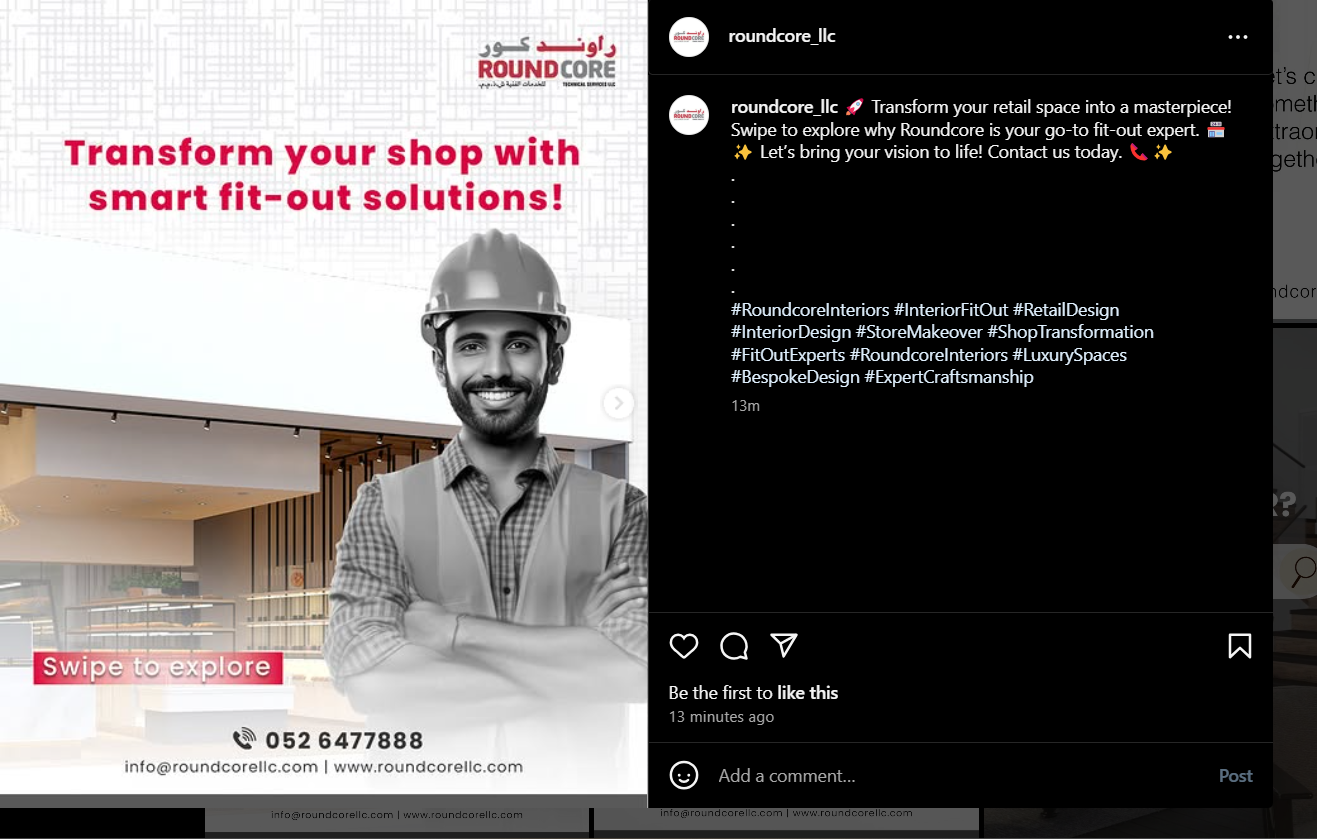 راوند كور
ROUNDCORE
للخدمات الفنية ش.ذ.م.م. TECHNICAL SERVICES LLC
Transform your shop with
smart fit-out solutions!
Swipe to explore
052 6477888
info@roundcorellc.com | www.roundcorellc.com
roundcore_llc
roundcore_llc 🚀 Transform your retail space into a masterpiece!
Swipe to explore why Roundcore is your go-to fit-out expert. 🏪
✨ Let’s bring your vision to life! Contact us today. 📞 ✨
.
.
.
.
.
.
#RoundcoreInteriors #InteriorFitOut #RetailDesign
#InteriorDesign #StoreMakeover #ShopTransformation
#FitOutExperts #RoundcoreInteriors #LuxurySpaces
#BespokeDesign #ExpertCraftsmanship
13m
Be the first to like this
13 minutes ago
Add a comment...
Post
info@roundcorellc.com | www.roundcorellc.com
info@roundcorellc.com | www.roundcorellc.com